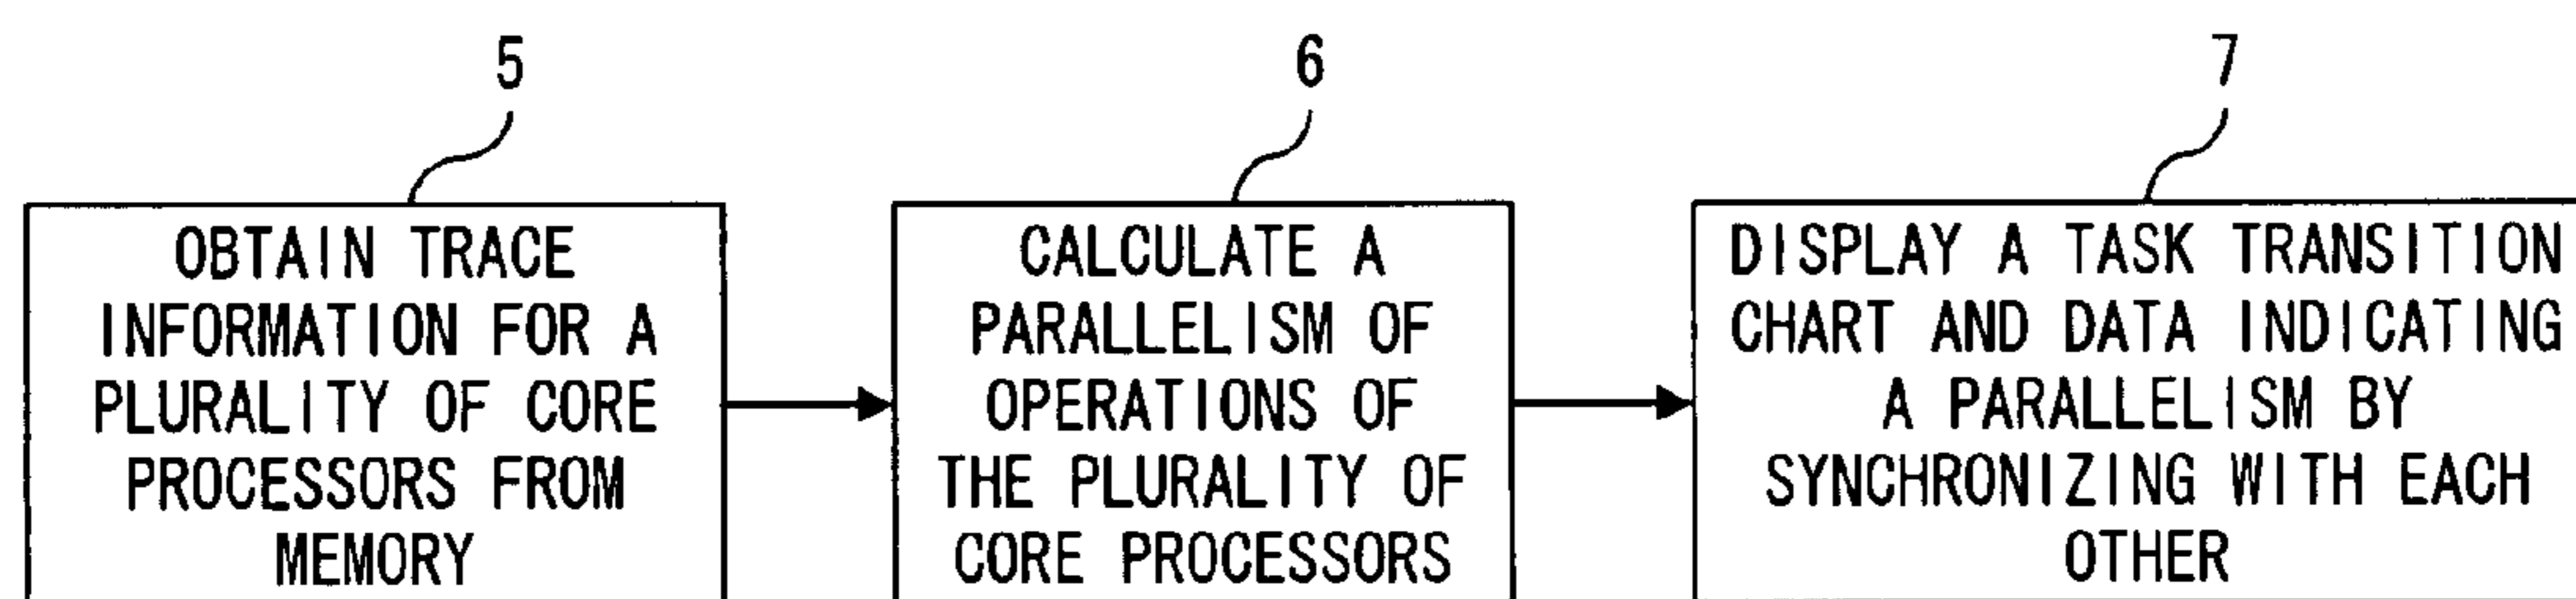 5
6
7
OBTAIN TRACE
INFORMATION FOR A
PLURALITY OF CORE
PROCESSORS FROM
MEMORY
CALCULATE A
PARALLELISM OF
OPERATIONS OF
THE PLURALITY OF
CORE PROCESSORS
DISPLAY A TASK TRANSITION
CHART AND DATA INDICATING
A PARALLELISM BY
SYNCHRONIZING WITH EACH
OTHER